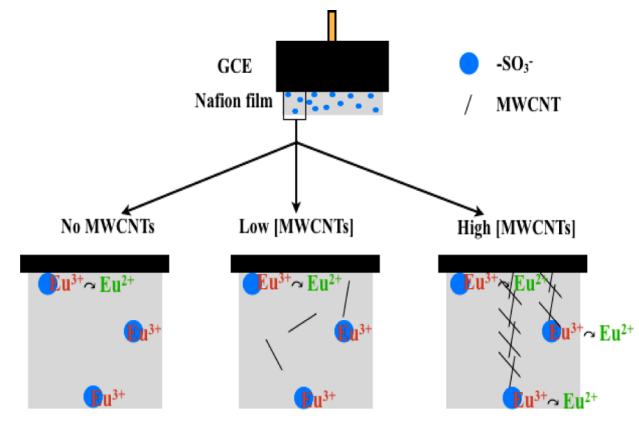 GCE
-SO₃⁻
Nafion film
MWCNT
No MWCNTs
Low [MWCNTs]
High [MWCNTs]
Eu³⁺ Eu²⁺
Eu³⁺
Eu³⁺
Eu³⁺ Eu²⁺
Eu³⁺
Eu³⁺
Eu³⁺ Eu²⁺
Eu³⁺ Eu²⁺
Eu³⁺ Eu²⁺